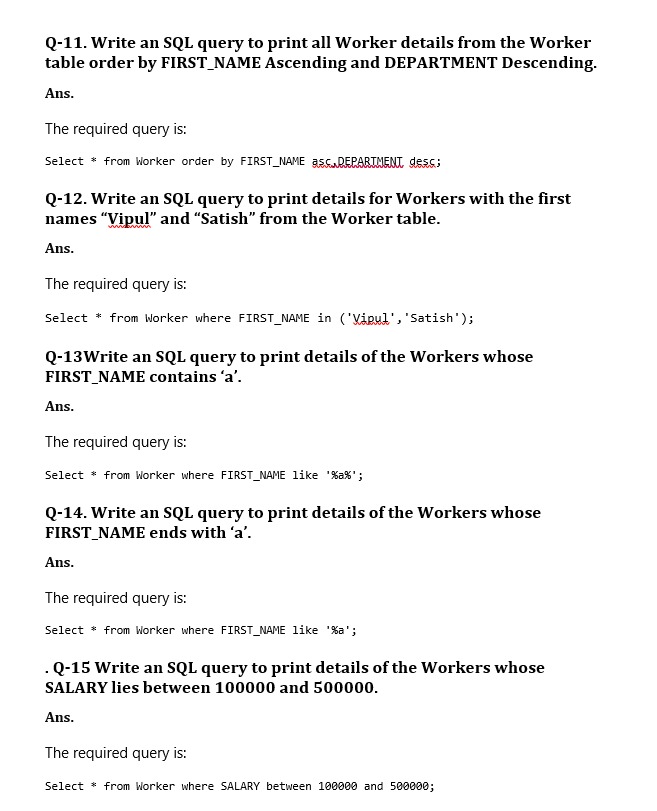 Q-11. Write an SQL query to print all Worker details from the Worker
table order by FIRST_NAME Ascending and DEPARTMENT Descending.
Ans.
The required query is:
Select * from Worker order by FIRST_NAME asc,DEPARTMENT desc;
Q-12. Write an SQL query to print details for Workers with the first
names “Vipul” and “Satish” from the Worker table.
Ans.
The required query is:
Select * from Worker where FIRST_NAME in ('Vipul','Satish');
Q-13Write an SQL query to print details of the Workers whose
FIRST_NAME contains ‘a’.
Ans.
The required query is:
Select * from Worker where FIRST_NAME like '%a%';
Q-14. Write an SQL query to print details of the Workers whose
FIRST_NAME ends with ‘a’.
Ans.
The required query is:
Select * from Worker where FIRST_NAME like '%a';
. Q-15 Write an SQL query to print details of the Workers whose
SALARY lies between 100000 and 500000.
Ans.
The required query is:
Select * from Worker where SALARY between 100000 and 500000;